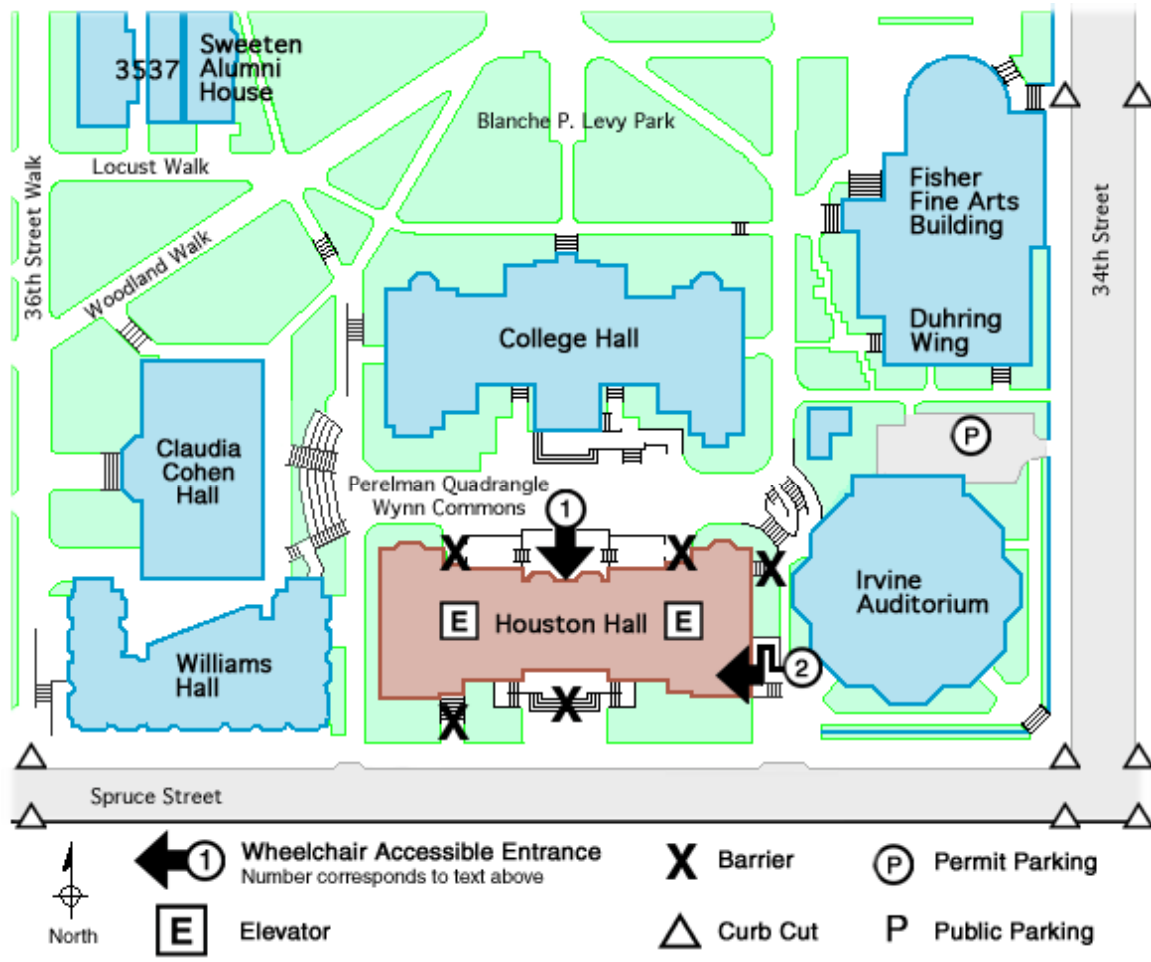 3537
Sweeten
Alumni
House
Blanche P. Levy Park
Locust Walk
36th Street Walk
Woodland Walk
Fisher
Fine Arts
Building
34th Street
College Hall
Duhring
Wing
P
Claudia
Cohen
Hall
Perelman Quadrangle
Wynn Commons
1
X
X
X
E
Houston Hall
E
Irvine
Auditorium
Williams
Hall
2
X
X
Spruce Street
1
Wheelchair Accessible Entrance
Number corresponds to text above
X
Barrier
P
Permit Parking
North
E
Elevator
Curb Cut
P
Public Parking